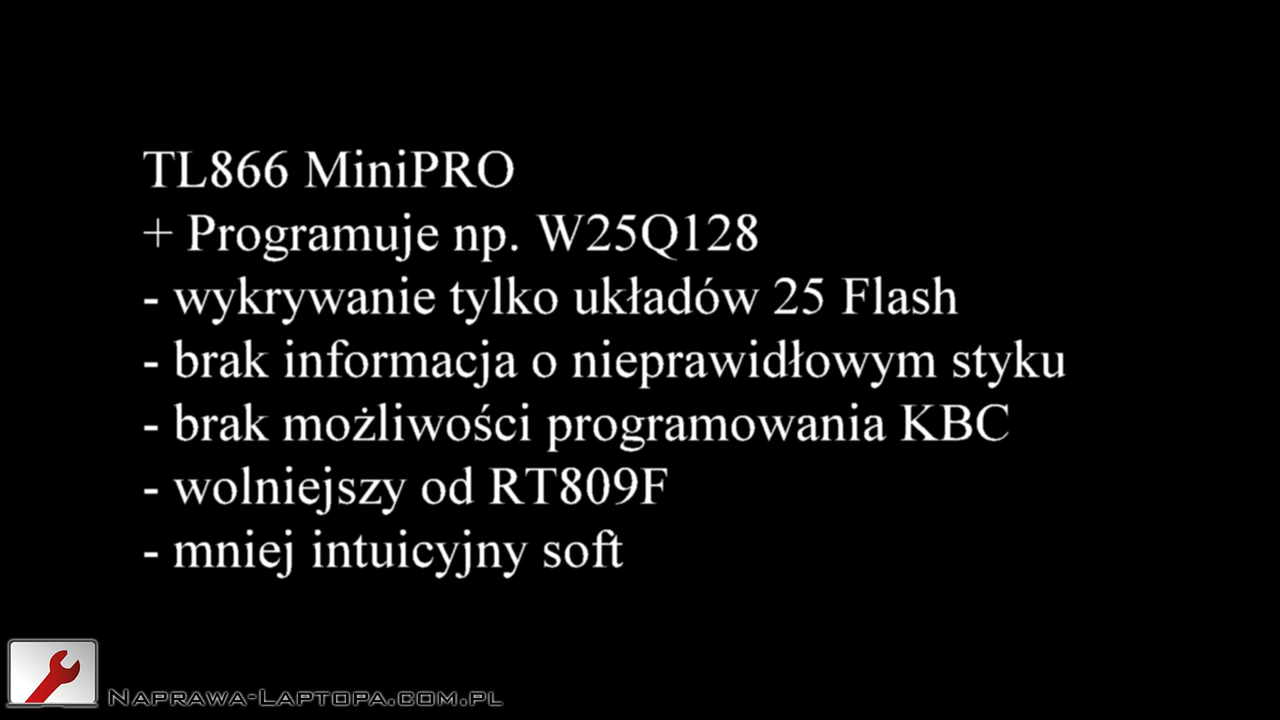 TL866 MiniPRO
+ Programuje np. W25Q128
- wykrywanie tylko układów 25 Flash
- brak informacja o nieprawidłowym styku
- brak możliwości programowania KBC
- wolniejszy od RT809F
- mniej intuicyjny soft
Naprawa-Laptopa.com.pl